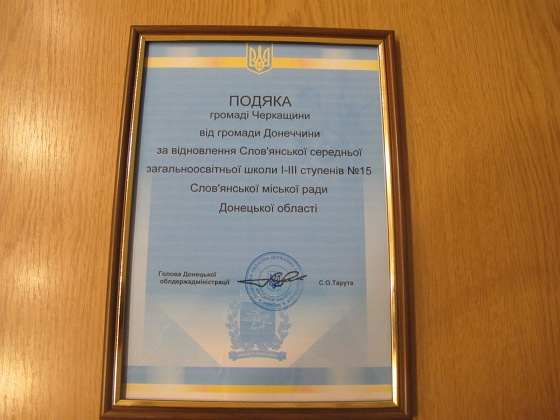 ПОДЯКА
громаді Черкащини
від громади Донеччини
за відновлення Слов'янської середньої
загальноосвітньої школи І-ІІІ ступенів №15
Слов'янської міської ради
Донецької області
Голова Донецької
облдержадміністрації
С.О.Тарута